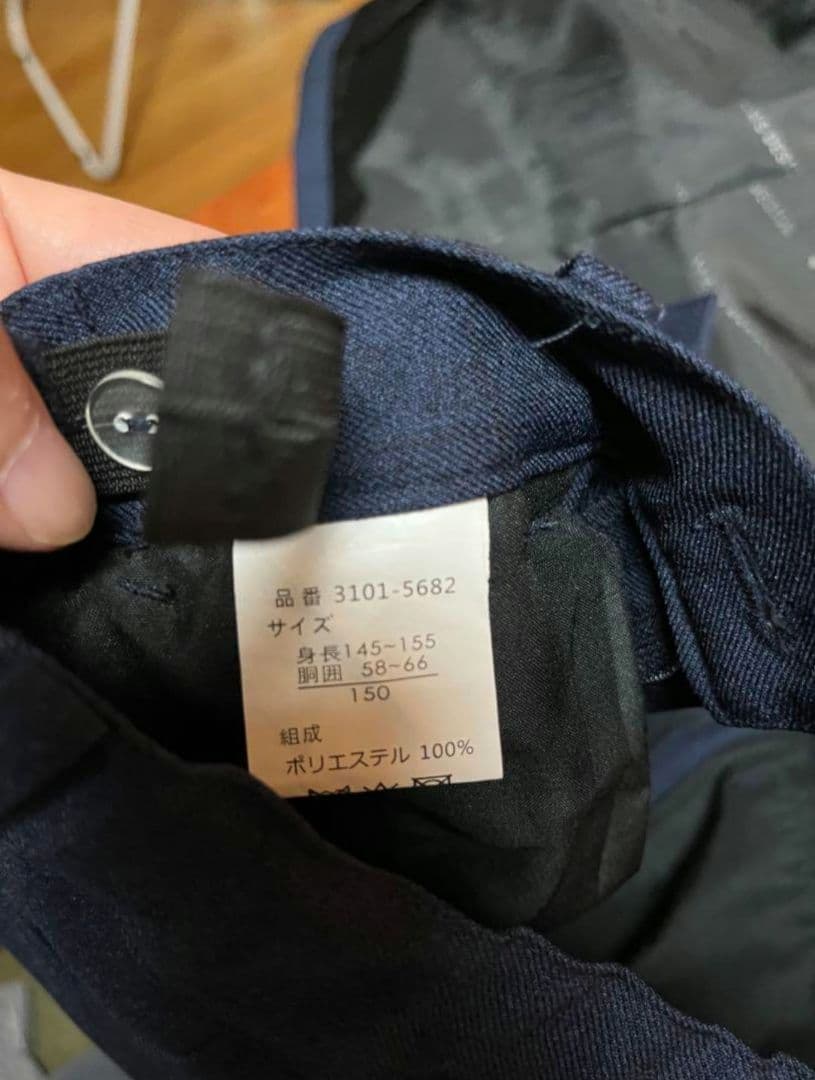 品番 3101-5682
サイズ
身長145~155
胴囲 58~66
150
組成
ポリエステル 100%